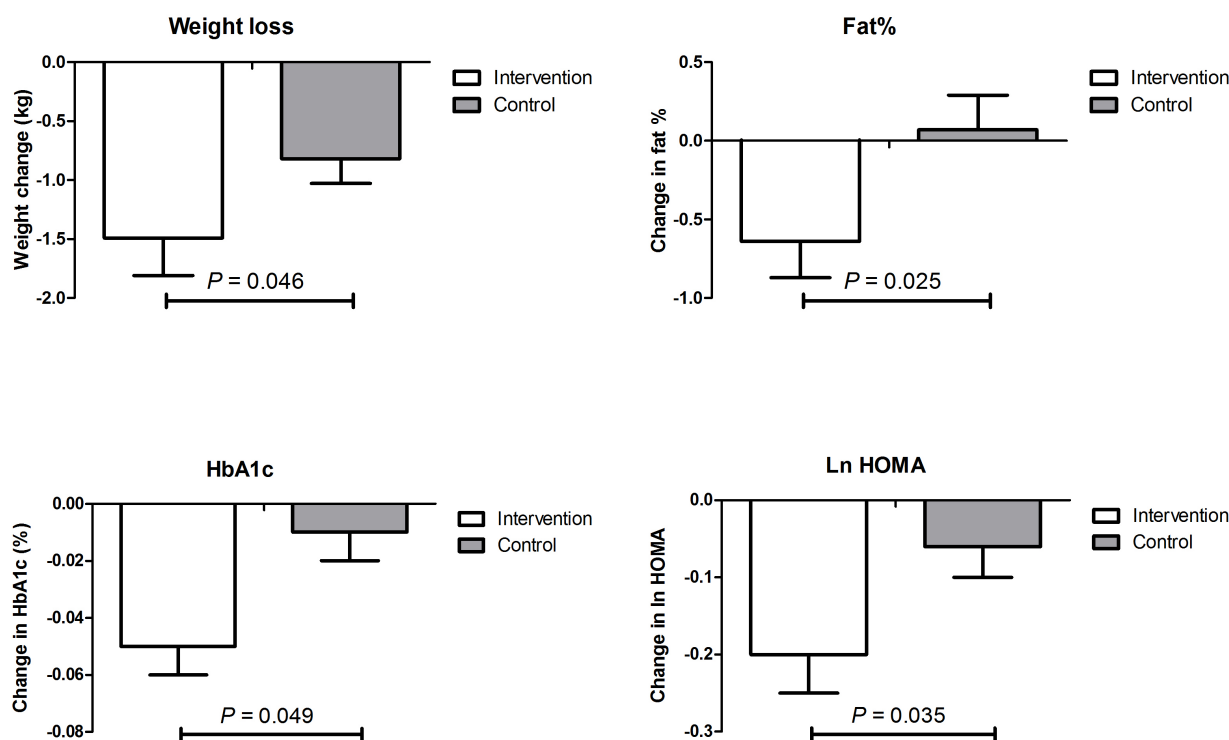 Weight loss
0.0
-0.5
-1.0
-1.5
-2.0
Weight change (kg)
Intervention
Control
P = 0.046
Fat%
0.5
0.0
-0.5
-1.0
Change in fat %
Intervention
Control
P = 0.025
HbA1c
0.00
-0.02
-0.04
-0.06
-0.08
Change in HbA1c (%)
Intervention
Control
P = 0.049
Ln HOMA
0.0
-0.1
-0.2
-0.3
Change in ln HOMA
Intervention
Control
P = 0.035